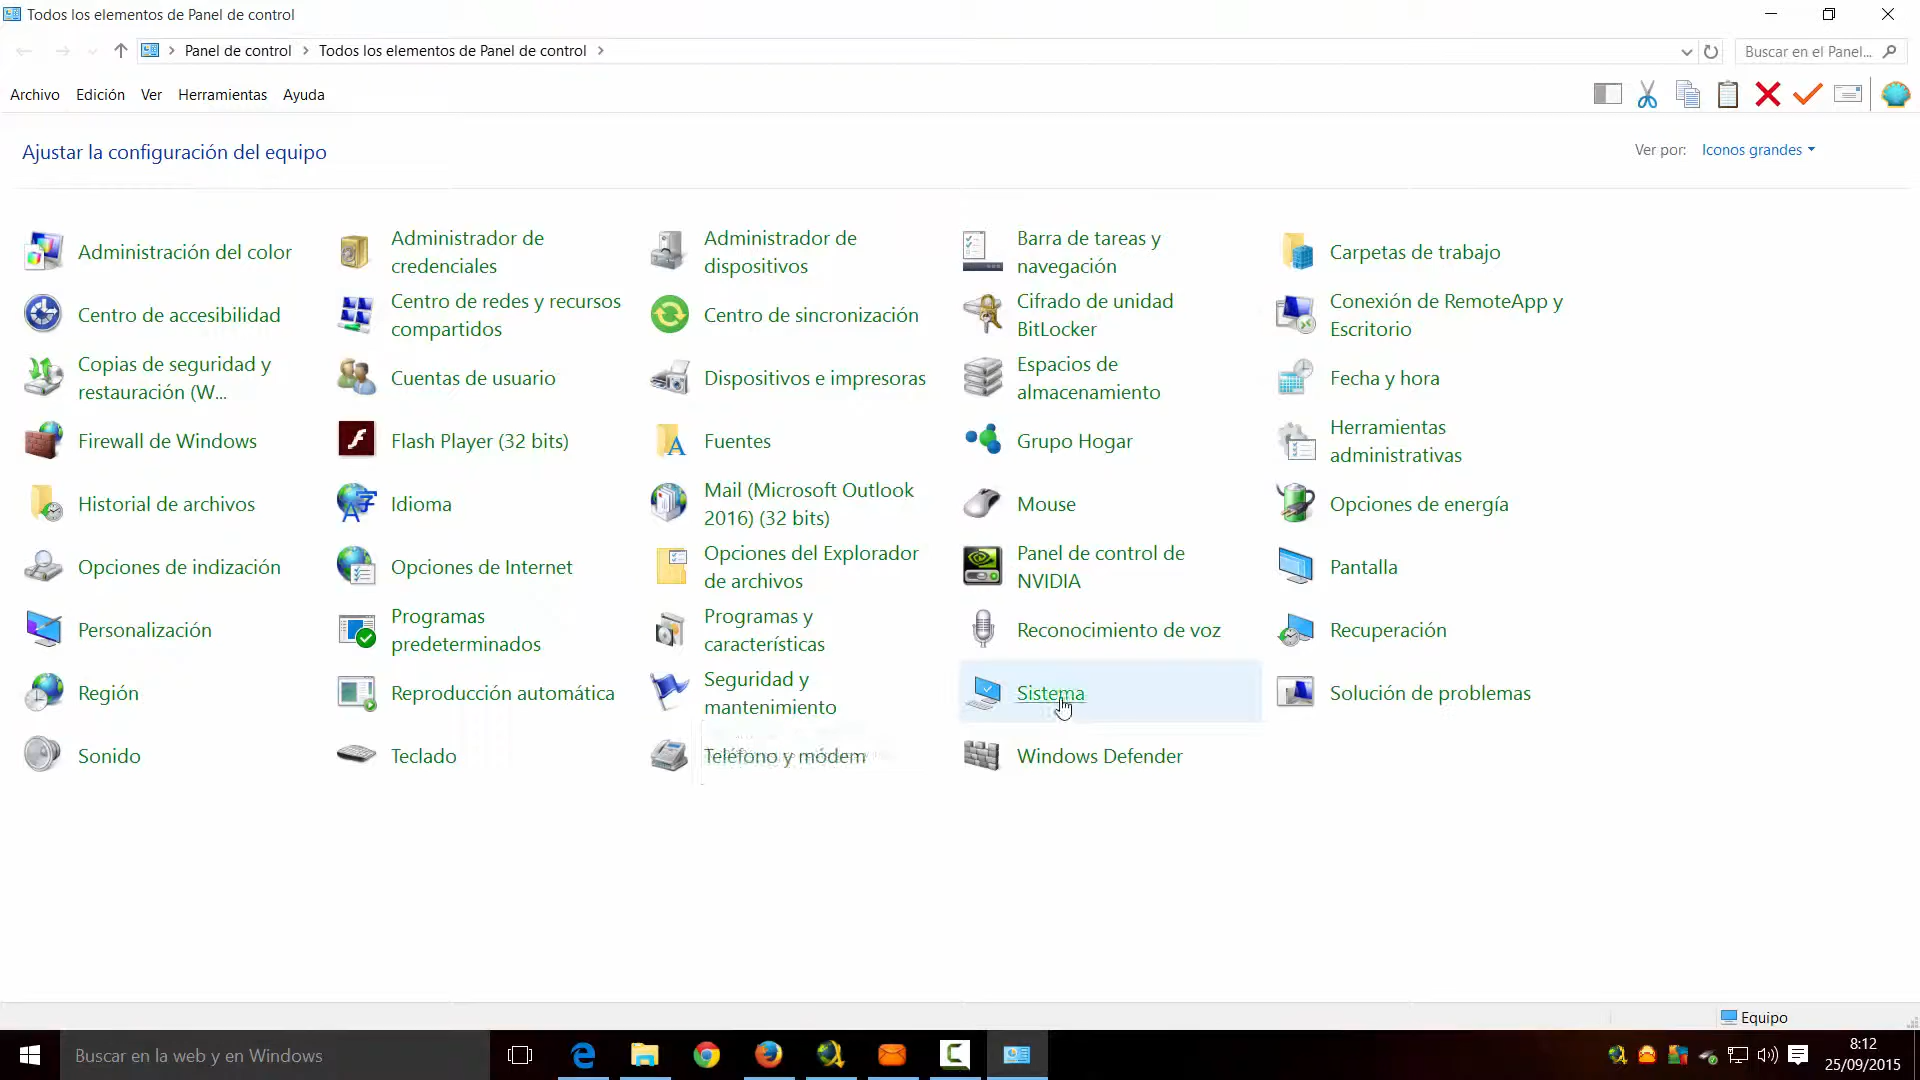 Todos los elementos de Panel de control
Panel de control
Todos los elementos de Panel de control
Buscar en el Panel...
Archivo
Edición
Ver
Herramientas
Ayuda
Ajustar la configuración del equipo
Ver por:
Iconos grandes
Administración del color
Administrador de
credenciales
Administrador de
dispositivos
Barra de tareas y
navegación
Carpetas de trabajo
Centro de accesibilidad
Centro de redes y recursos
compartidos
Centro de sincronización
Cifrado de unidad
BitLocker
Conexión de RemoteApp y
Escritorio
Copias de seguridad y
restauración (W...
Cuentas de usuario
Dispositivos e impresoras
Espacios de
almacenamiento
Fecha y hora
Firewall de Windows
Flash Player (32 bits)
Fuentes
Grupo Hogar
Herramientas
administrativas
Historial de archivos
Idioma
Mail (Microsoft Outlook
2016) (32 bits)
Mouse
Opciones de energía
Opciones de indización
Opciones de Internet
Opciones del Explorador
de archivos
Panel de control de
NVIDIA
Pantalla
Personalización
Programas
predeterminados
Programas y
características
Reconocimiento de voz
Recuperación
Región
Reproducción automática
Seguridad y
mantenimiento
Sistema
Solución de problemas
Sonido
Teclado
Teléfono y módem
Windows Defender
Equipo
Buscar en la web y en Windows
8:12
25/09/2015